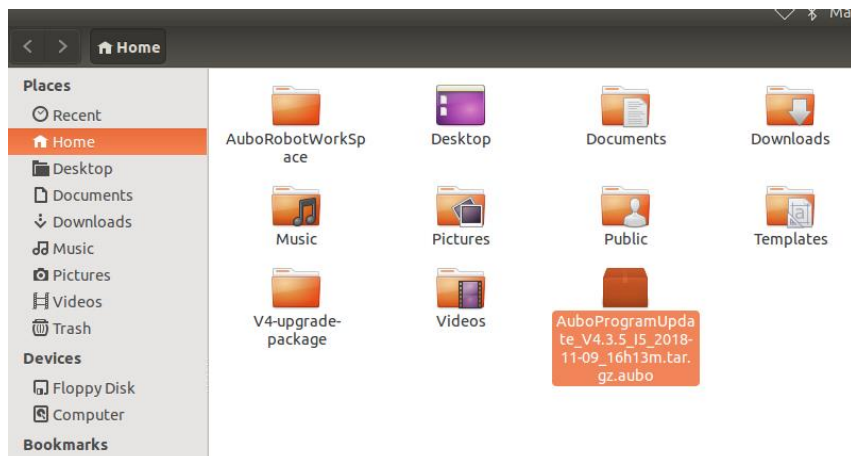 Ma
Home
Places
Recent
Home
Desktop
Documents
Downloads
Music
Pictures
Videos
Trash
Devices
Floppy Disk
Computer
Bookmarks
AuboRobotWorkSp
ace
Desktop
Documents
Downloads
Music
Pictures
Public
Templates
V4-upgrade-
package
Videos
AuboProgramUpda
te_V4.3.5_I5_2018-
11-09_16h13m.tar.
gz.aubo